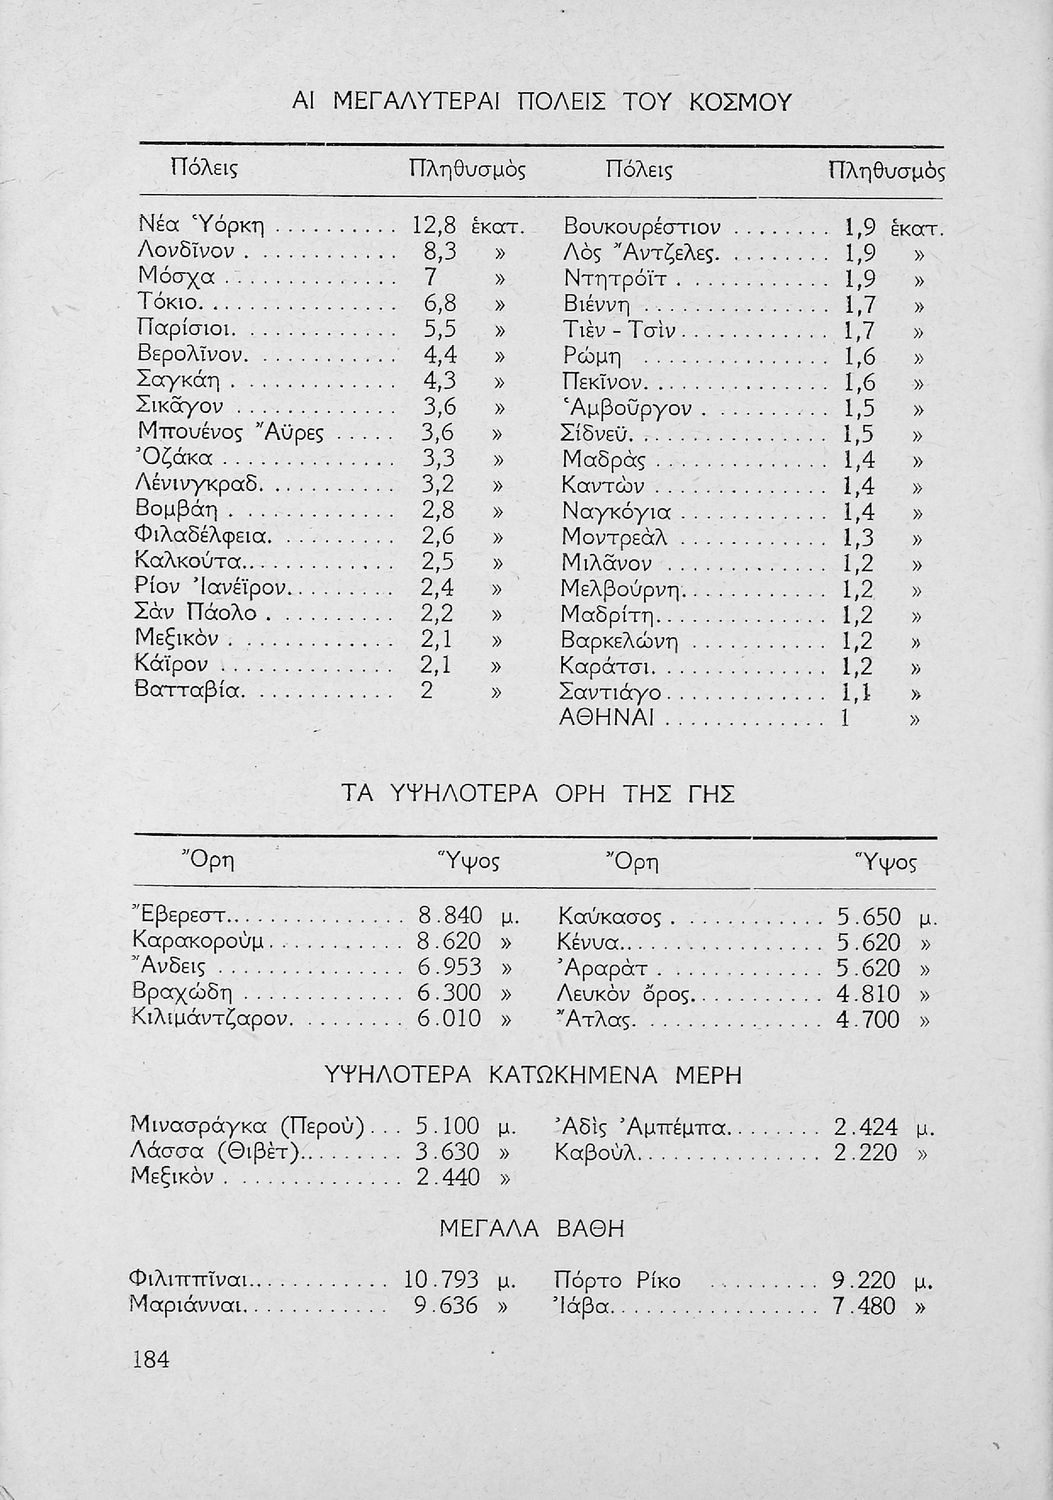 ΑΙ ΜΕΓΑΛΥΤΕΡΑΙ ΠΟΛΕΙΣ ΤΟΥ ΚΟΣΜΟΥ
Πόλεις Πληθυσμὸς Πόλεις Πληθυσμὸς
Νέα Ὑόρκη .......... 12,8 ἑκατ. Βουκουρέστιον ........ 1,9 ἑκατ.
Λονδῖνον ............ 8,3 » Λὸς Ἄντζελες. ........ 1,9 »
Μόσχα .............. 7 » Ντητρόϊτ ............ 1,9 »
Τόκιο. .............. 6,8 » Βιέννη .............. 1,7 »
Παρίσιοι. ............ 5,5 » Τιὲν - Τσὶν ........... 1,7 »
Βερολῖνον. ........... 4,4 » Ρώμη .............. 1,6 »
Σαγκάη ............. 4,3 » Πεκῖνον. ............. 1,6 »
Σικᾶγον ............ 3,6 » Ἁμβοῦργον .......... 1,5 »
Μπουένος Ἄϋρες ..... 3,6 » Σίδνεϋ. .............. 1,5 »
Ὀζάκα .............. 3,3 » Μαδρὰς ............. 1,4 »
Λένινγκραδ. .......... 3,2 » Καντὼν ............. 1,4 »
Βομβάη ............. 2,8 » Ναγκόγια ........... 1,4 »
Φιλαδέλφεια. ......... 2,6 » Μοντρεὰλ ............ 1,3 »
Καλκούτα. ............ 2,5 » Μιλᾶνον ............ 1,2 »
Ρίον Ἰανέϊρον. ........ 2,4 » Μελβούρνη. ........... 1,2 »
Σὰν Πάολο .......... 2,2 » Μαδρίτη. ............. 1,2 »
Μεξικὸν ............. 2,1 » Βαρκελώνη .......... 1,2 »
Κάϊρον .............. 2,1 » Καράτσι. ............. 1,2 »
Βατταβία. ........... 2 » Σαντιάγο ............ 1,1 »
ΑΘΗΝΑΙ ............. 1 »
ΤΑ ΥΨΗΛΟΤΕΡΑ ΟΡΗ ΤΗΣ ΓΗΣ
Ὄρη Ὕψος Ὄρη Ὕψος
Ἔβερεστ. .............. 8.840 μ. Καύκασος ............ 5.650 μ.
Καρακοροὺμ ........... 8.620 » Κένυα. ................ 5.620 »
Ἄνδεις ............... 6.953 » Ἀραρὰτ ............. 5.620 »
Βραχώδη ............. 6.300 » Λευκὸν ὄρος. .......... 4.810 »
Κιλιμάντζαρον. ........ 6.010 » Ἄτλας. .............. 4.700 »
ΥΨΗΛΟΤΕΡΑ ΚΑΤΩΚΗΜΕΝΑ ΜΕΡΗ
Μινασράγκα (Περοὺ) ... 5.100 μ. Ἀδὶς Ἀμπέμπα. ....... 2.424 μ.
Λάσσα (Θιβὲτ). ........ 3.630 » Καβοὺλ. .............. 2.220 »
Μεξικὸν .............. 2.440 »
ΜΕΓΑΛΑ ΒΑΘΗ
Φιλιππῖναι. ........... 10.793 μ. Πόρτο Ρίκο ......... 9.220 μ.
Μαριάνναι. ........... 9.636 » Ἰάβα. ................ 7.480 »
184